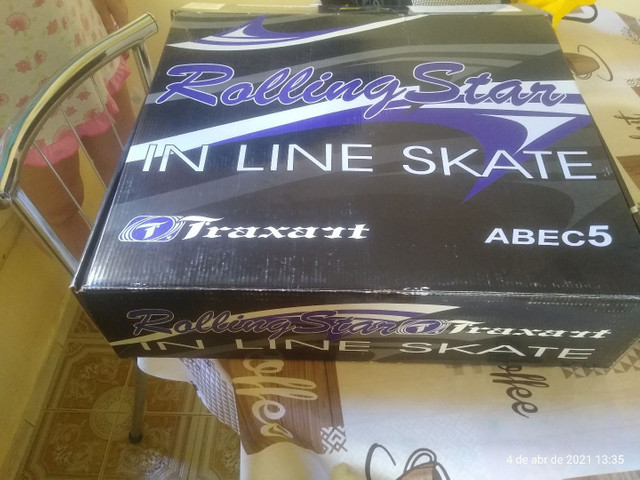 Rolling Star
IN LINE SKATE
T Traxart
ABEC5
Rolling Star T Traxart
IN LINE SKATE
coffee
4 de abr de 2021 13:35